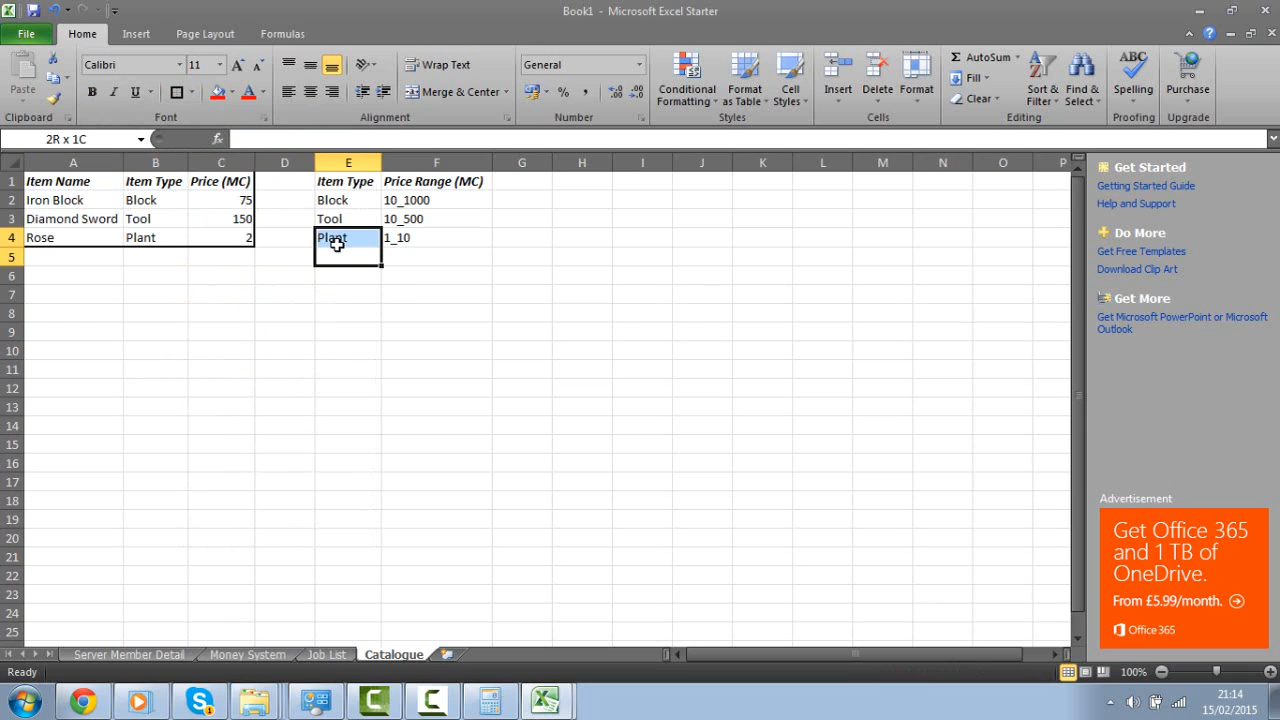 Book1 - Microsoft Excel Starter
File Home Insert Page Layout Formulas
Paste
Calibri 11
B I U
Wrap Text
Merge & Center
General
Conditional Formatting
Format as Table
Cell Styles
Insert Delete Format
AutoSum
Fill
Clear
Sort & Filter
Find & Select
Spelling
Purchase
Clipboard Font Alignment Number Styles Cells Editing Proofing Upgrade
2R x 1C fx
A B C D E F G H I J K L M N O P
1 Item Name Item Type Price (MC) Item Type Price Range (MC)
2 Iron Block Block 75 Block 10_1000
3 Diamond Sword Tool 150 Tool 10_500
4 Rose Plant 2 Plant 1_10
5
6
7
8
9
10
11
12
13
14
15
16
17
18
19
20
21
22
23
24
25
Get Started
Getting Started Guide
Help and Support
Do More
Get Free Templates
Download Clip Art
Get More
Get Microsoft PowerPoint or Microsoft
Outlook
Advertisement
Get Office 365
and 1 TB of
OneDrive.
From £5.99/month.
Office 365
Server Member Detail Money System Job List Catalogue
Ready 100%
21:14
15/02/2015